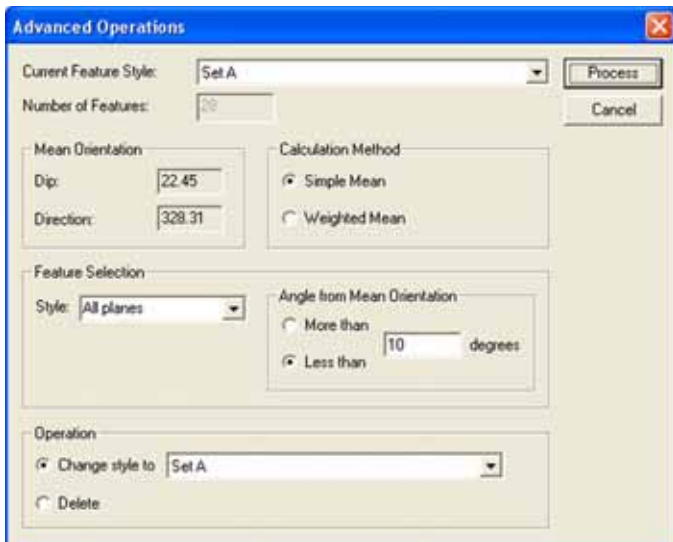 Advanced Operations
Current Feature Style: Set A
Process
Number of Features: 28
Cancel
Mean Orientation
Dip: 22.45
Direction: 328.31
Calculation Method
Simple Mean
Weighted Mean
Feature Selection
Style: All planes
Angle from Mean Orientation
More than
10 degrees
Less than
Operation
Change style to Set A
Delete